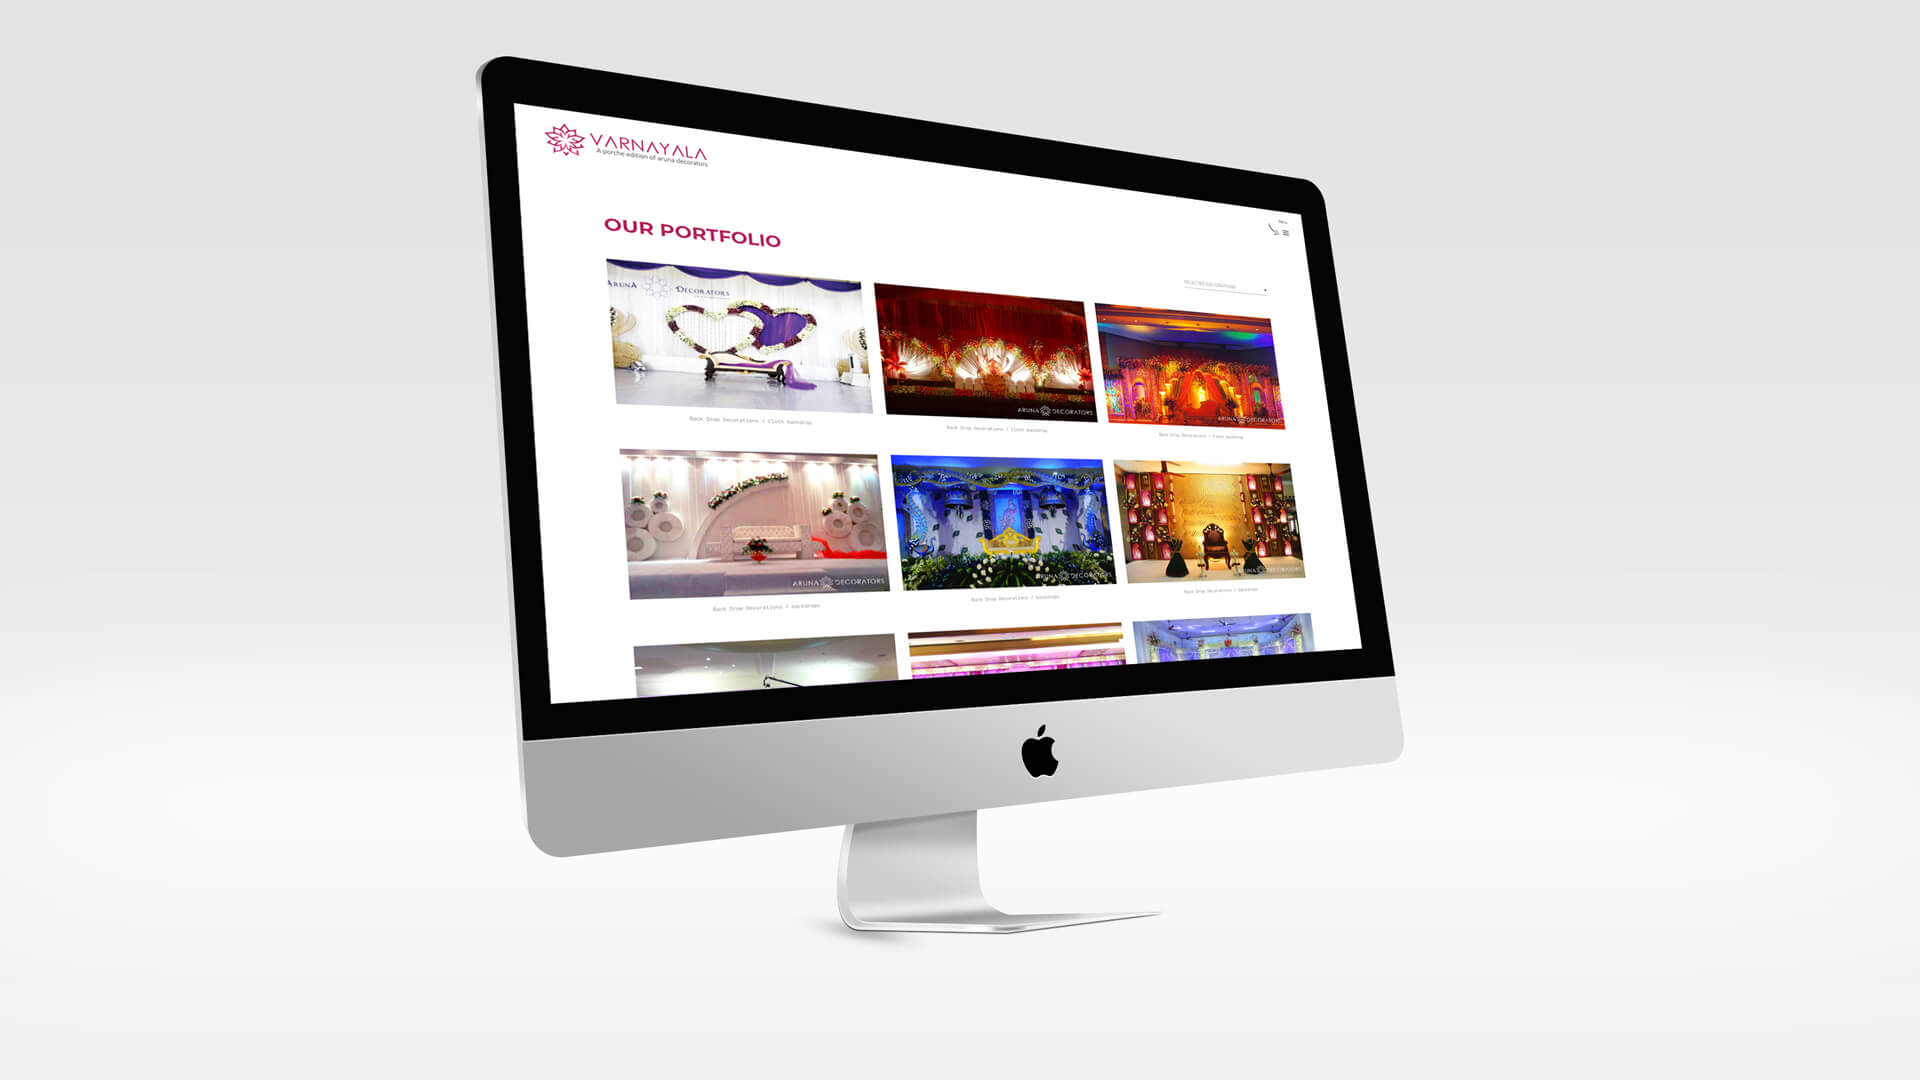 VARNAYALA
A porche edition of aruna decorators
Menu
OUR PORTFOLIO
ARUNA DECORATORS
ARUNA DECORATORS
ARUNA DECORATORS
Back Drop Decorations / Cloth backdrop
Back Drop Decorations / Cloth backdrop
Back Drop Decorations / Cloth backdrop
ARUNA DECORATORS
ARUNA DECORATORS
ARUNA DECORATORS
Back Drop Decorations / backdrops
Back Drop Decorations / backdrops
Back Drop Decorations / backdrops